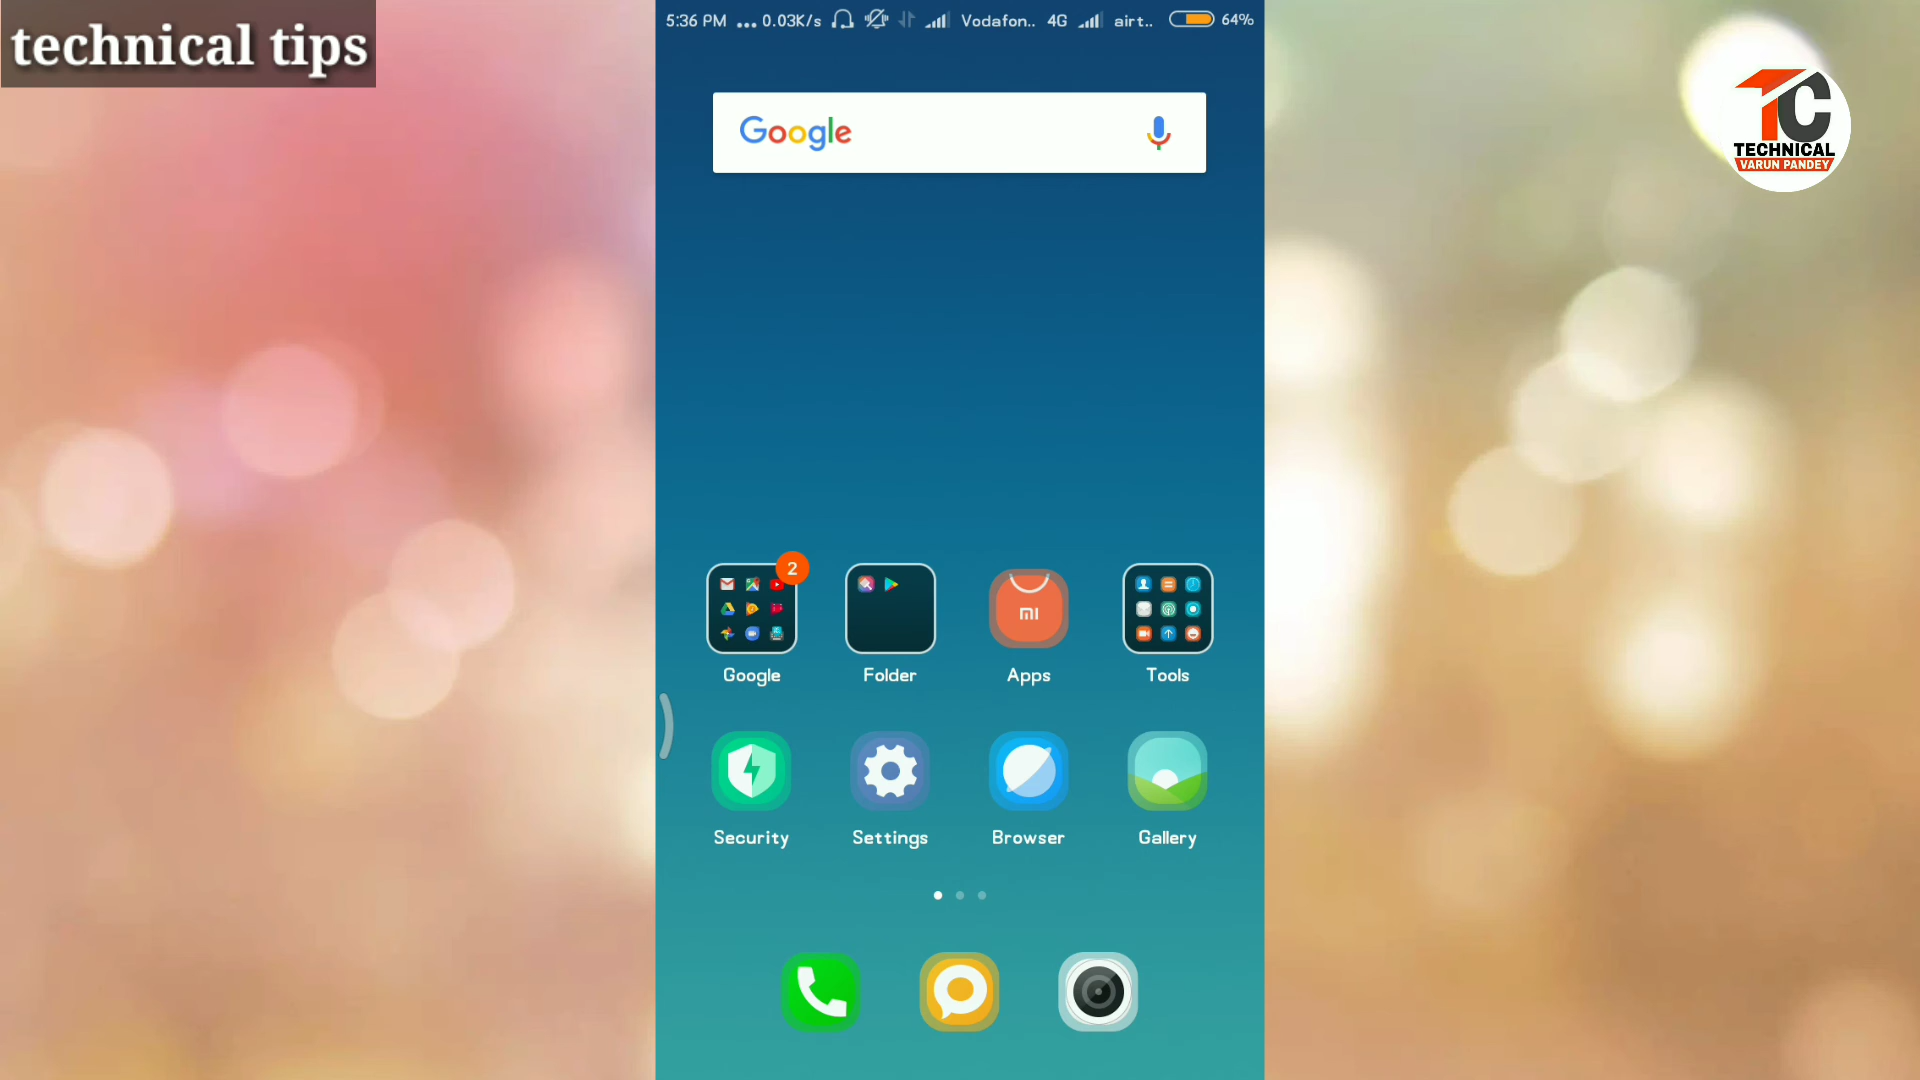 technical tips
5:36 PM ... 0.03K/s Vodafon.. 4G airt.. 64%
TC
TECHNICAL
VARUN PANDEY
Google
2
mi
Google Folder Apps Tools
Security Settings Browser Gallery